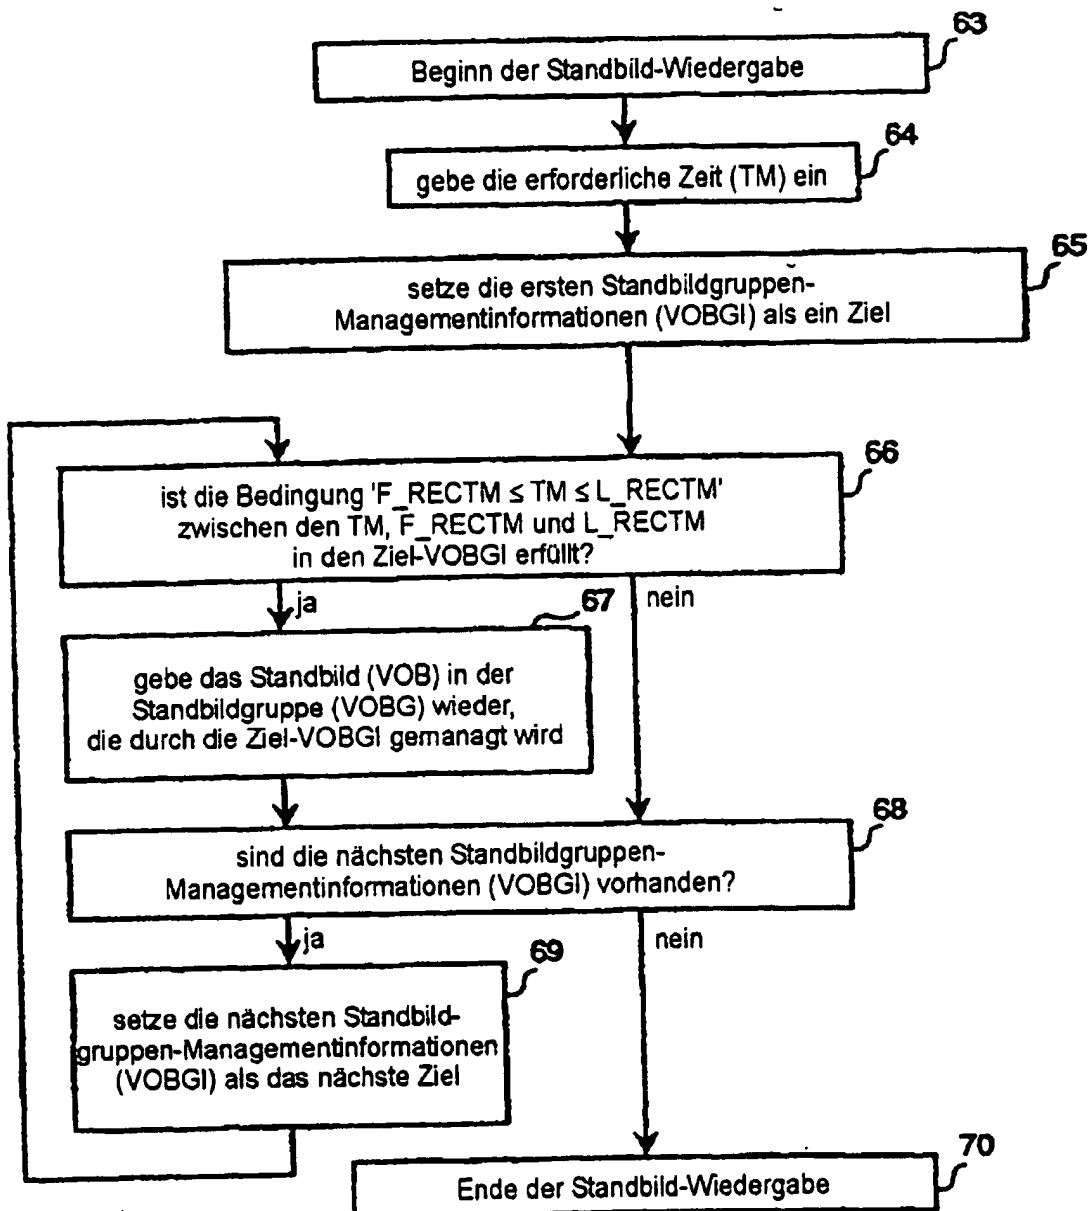 63
Beginn der Standbild-Wiedergabe
64
gebe die erforderliche Zeit (TM) ein
65
setze die ersten Standbildgruppen-
Managementinformationen (VOBGI) als ein Ziel
66
ist die Bedingung 'F_RECTM ≤ TM ≤ L_RECTM'
zwischen den TM, F_RECTM und L_RECTM
in den Ziel-VOBGI erfüllt?
ja
nein
67
gebe das Standbild (VOB) in der
Standbildgruppe (VOBG) wieder,
die durch die Ziel-VOBGI gemanagt wird
68
sind die nächsten Standbildgruppen-
Managementinformationen (VOBGI) vorhanden?
ja
nein
69
setze die nächsten Standbild-
gruppen-Managementinformationen
(VOBGI) als das nächste Ziel
70
Ende der Standbild-Wiedergabe